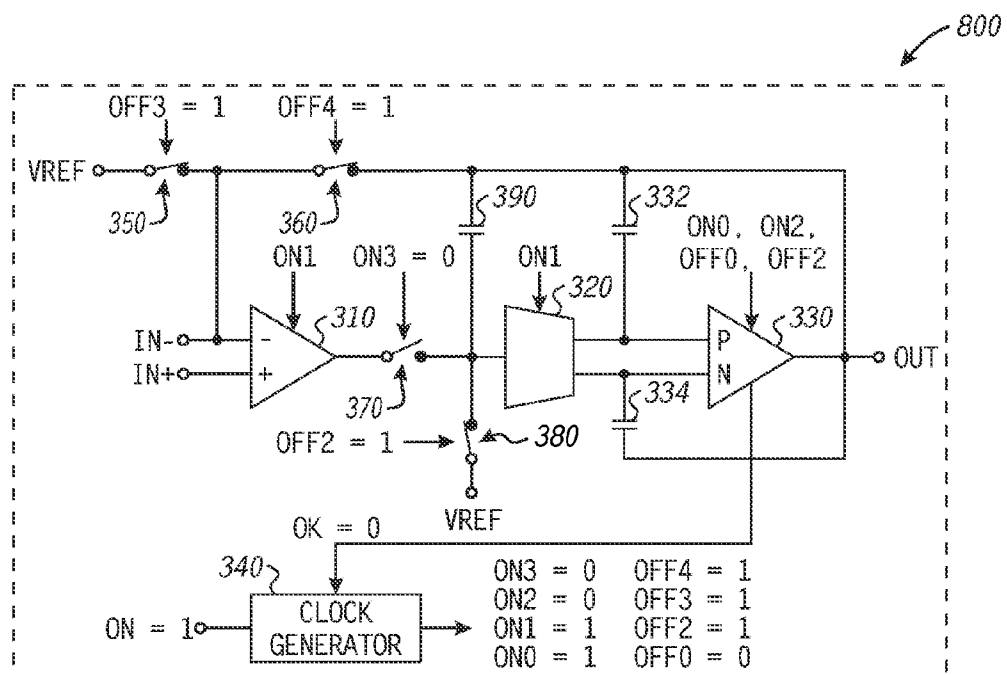 800
OFF3 = 1
OFF4 = 1
VREF
350
360
390
332
ON1
ON3 = 0
ON1
ON0, ON2,
OFF0, OFF2
310
320
330
IN-
IN+
-
+
P
N
OUT
370
334
OFF2 = 1
380
VREF
OK = 0
340
ON = 1
CLOCK
GENERATOR
ON3 = 0 OFF4 = 1
ON2 = 0 OFF3 = 1
ON1 = 1 OFF2 = 1
ON0 = 1 OFF0 = 0